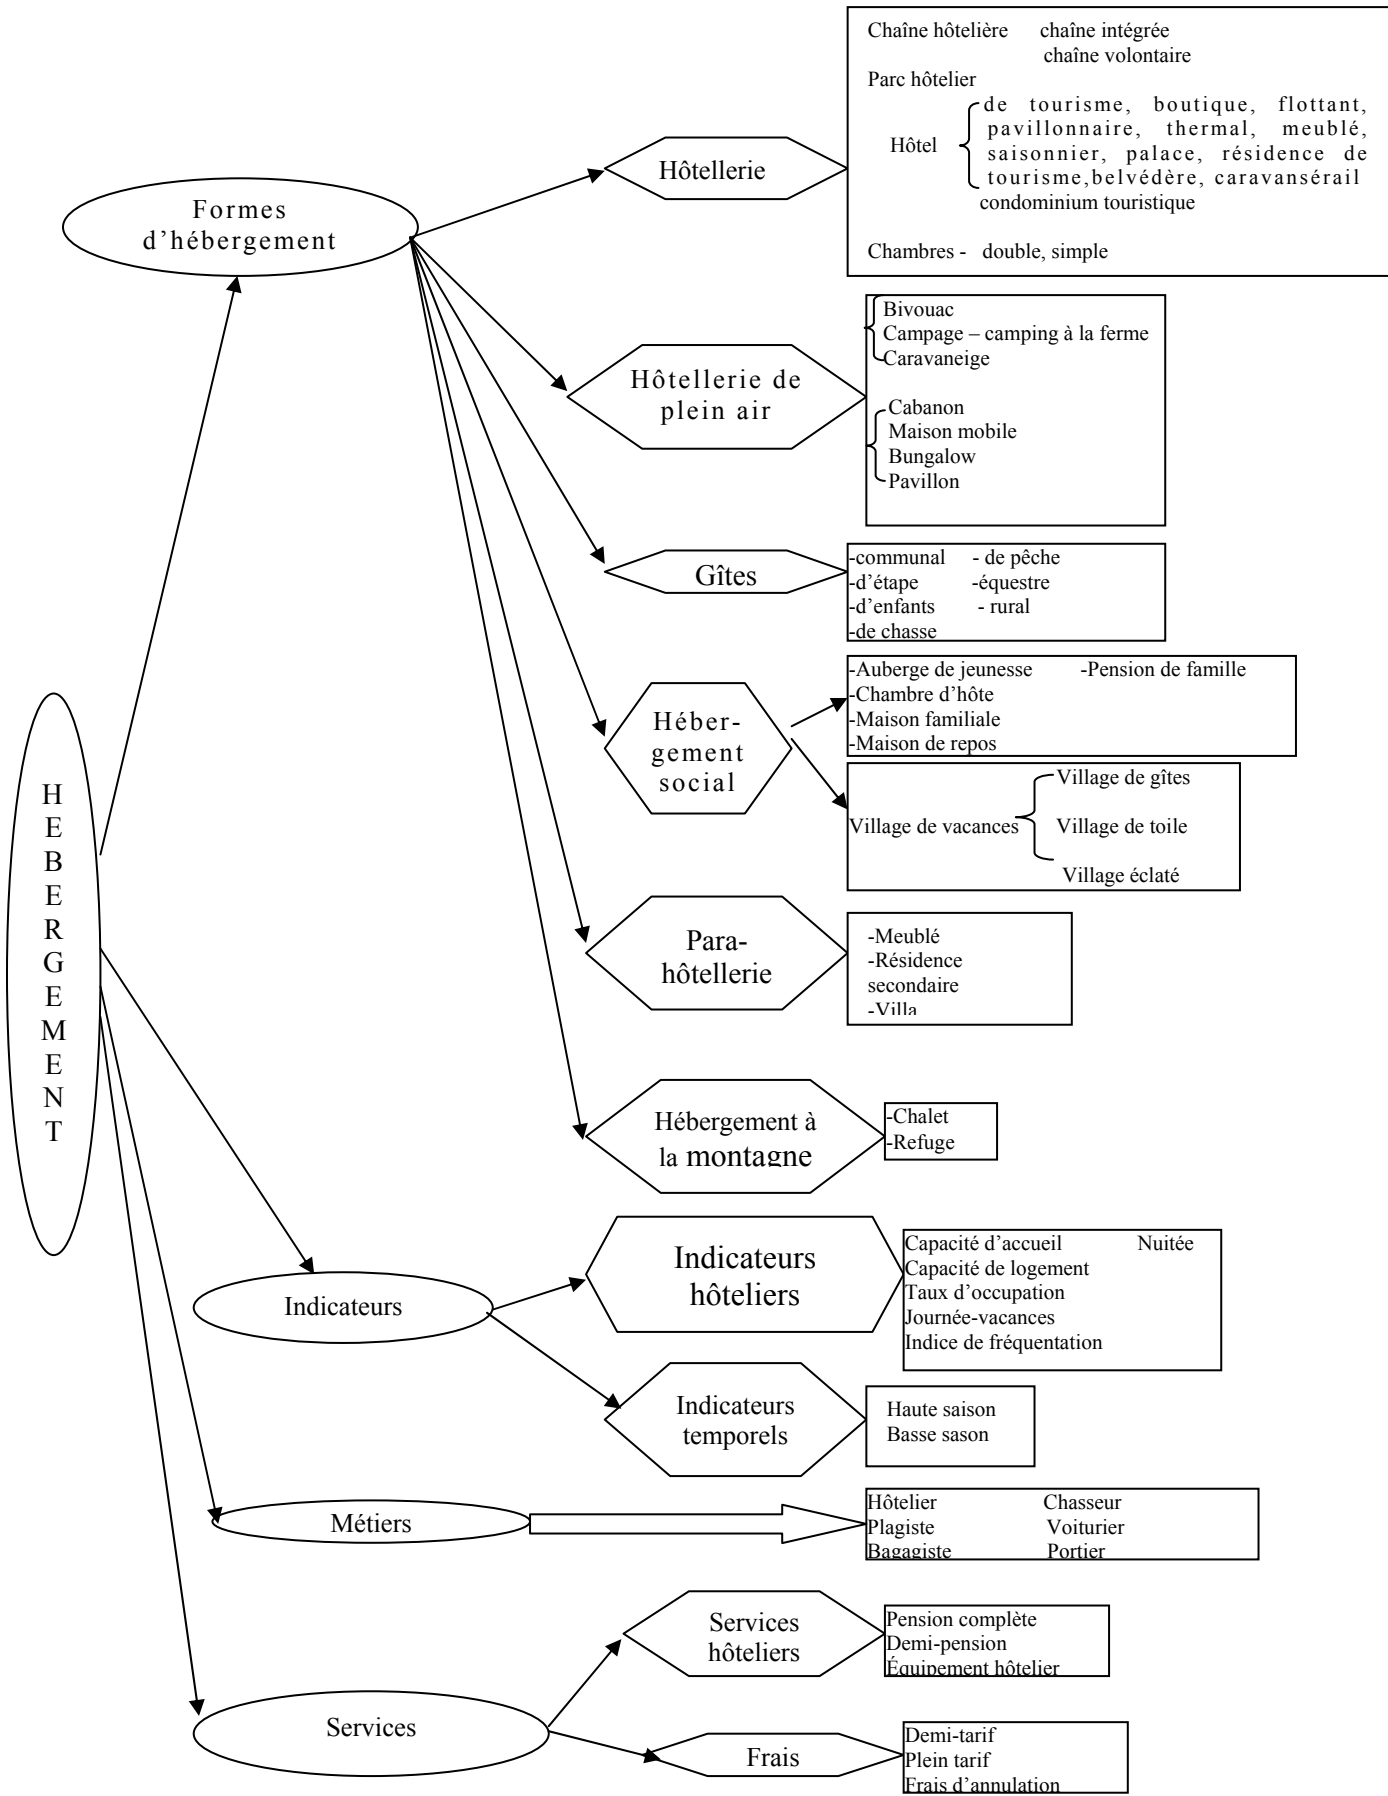 Chaîne hôtelière chaîne intégrée
chaîne volontaire
Parc hôtelier
Hôtel
de tourisme, boutique, flottant,
pavillonnaire, thermal, meublé,
saisonnier, palace, résidence de
tourisme,belvédère, caravansérail
condominium touristique
Chambres - double, simple
Hôtellerie
Formes
d'hébergement
Bivouac
Campage – camping à la ferme
Caravaneige
Hôtellerie de
plein air
Cabanon
Maison mobile
Bungalow
Pavillon
Gîtes
-communal - de pêche
-d'étape -équestre
-d'enfants - rural
-de chasse
Héber-
gement
social
-Auberge de jeunesse -Pension de famille
-Chambre d'hôte
-Maison familiale
-Maison de repos
Village de vacances
Village de gîtes
Village de toile
Village éclaté
H
E
B
E
R
G
E
M
E
N
T
Para-
hôtellerie
-Meublé
-Résidence
secondaire
-Villa
Hébergement à
la montagne
-Chalet
-Refuge
Indicateurs
Indicateurs
hôteliers
Capacité d'accueil Nuitée
Capacité de logement
Taux d'occupation
Journée-vacances
Indice de fréquentation
Indicateurs
temporels
Haute saison
Basse sason
Métiers
Hôtelier Chasseur
Plagiste Voiturier
Bagagiste Portier
Services
Services
hôteliers
Pension complète
Demi-pension
Équipement hôtelier
Frais
Demi-tarif
Plein tarif
Frais d'annulation